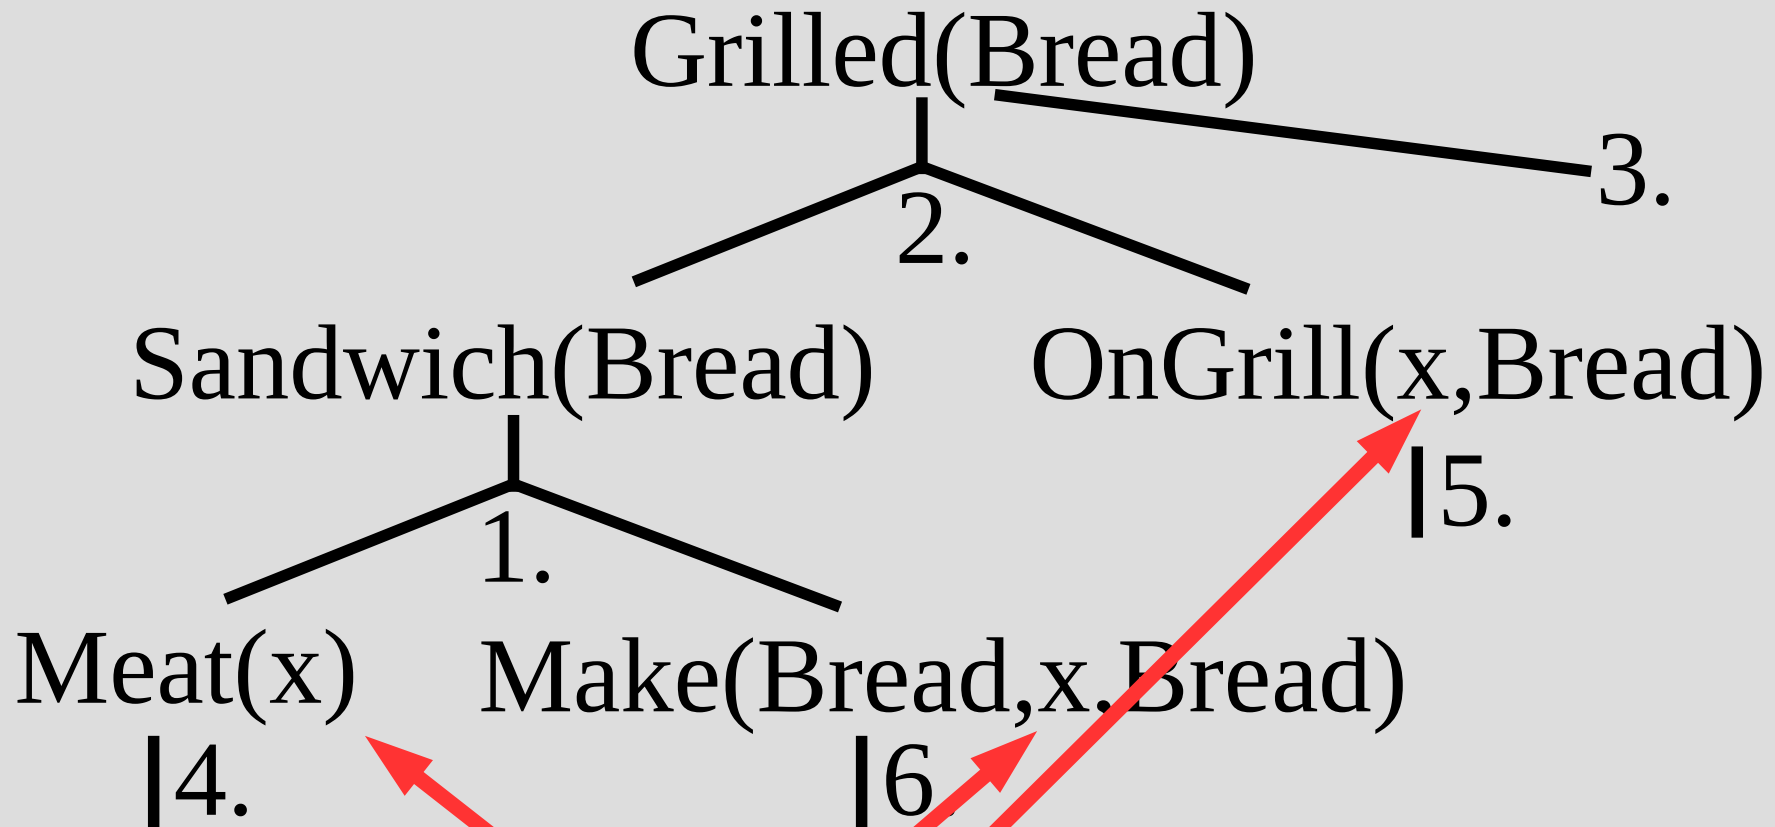 Grilled(Bread)
3.
2.
Sandwich(Bread) OnGrill(x,Bread)
5.
1.
Meat(x) Make(Bread,x,Bread)
4. 6.